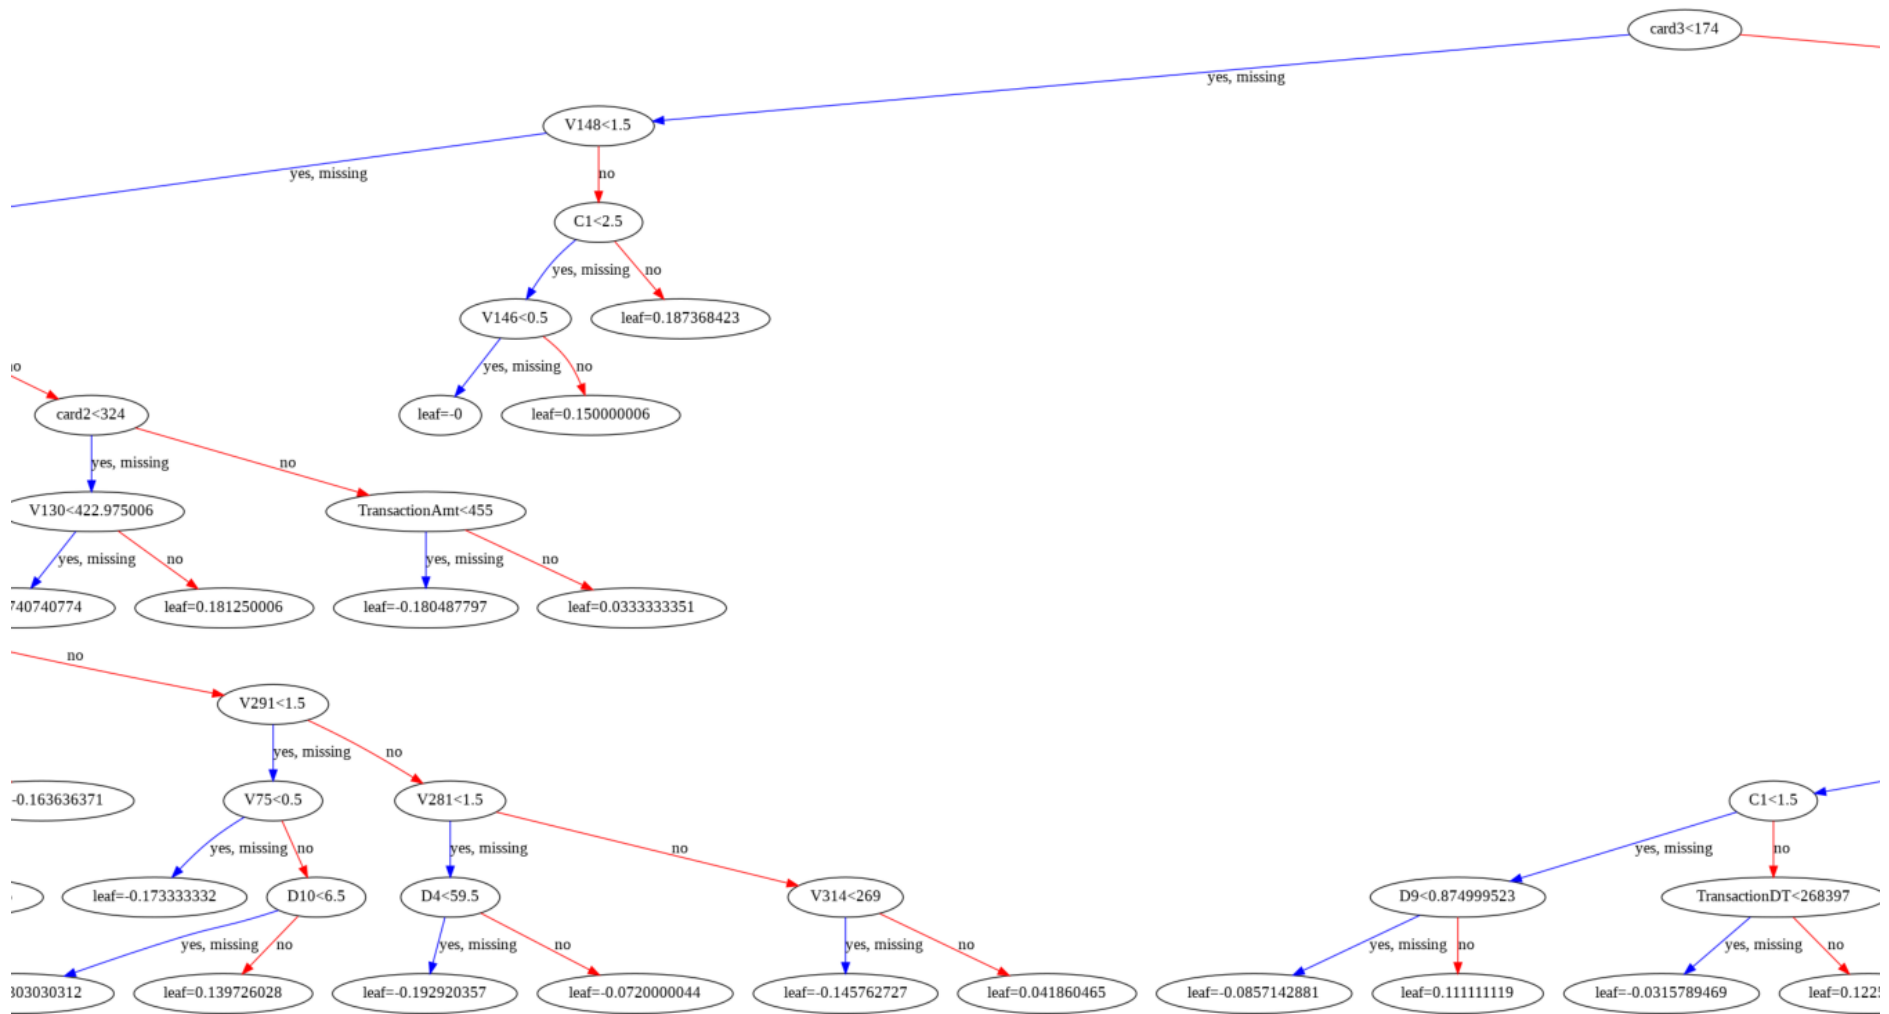 card3<174
yes, missing
V148<1.5
yes, missing
no
C1<2.5
yes, missing
no
V146<0.5
leaf=0.187368423
yes, missing
no
card2<324
leaf=-0
leaf=0.150000006
yes, missing
no
V130<422.975006
TransactionAmt<455
yes, missing
no
yes, missing
no
740740774
leaf=0.181250006
leaf=-0.180487797
leaf=0.0333333351
no
V291<1.5
yes, missing
no
-0.163636371
V75<0.5
V281<1.5
C1<1.5
yes, missing
no
yes, missing
no
yes, missing
no
leaf=-0.173333332
D10<6.5
D4<59.5
V314<269
D9<0.874999523
TransactionDT<268397
yes, missing
no
yes, missing
no
yes, missing
no
yes, missing
no
yes, missing
no
303030312
leaf=0.139726028
leaf=-0.192920357
leaf=-0.0720000044
leaf=-0.145762727
leaf=0.041860465
leaf=-0.0857142881
leaf=0.111111119
leaf=-0.0315789469
leaf=0.122